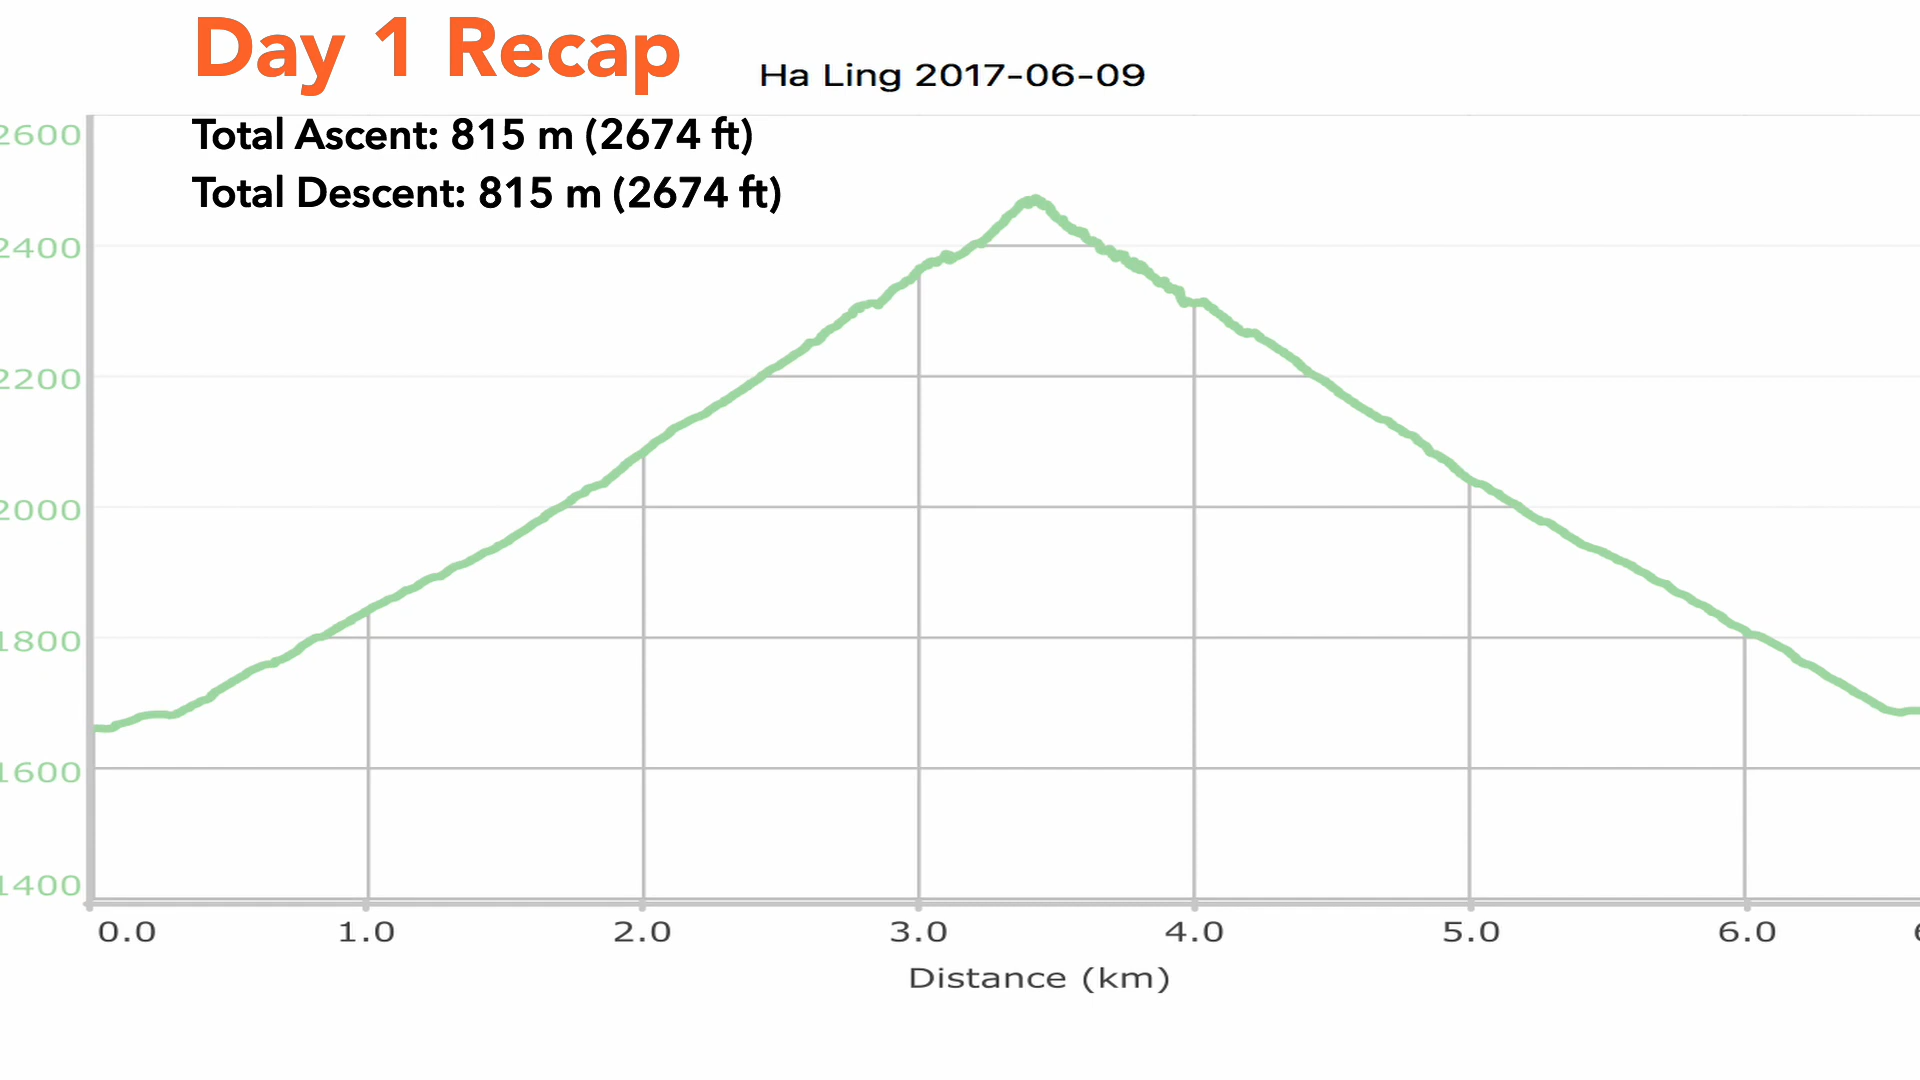 Day 1 Recap
Ha Ling 2017-06-09
Total Ascent: 815 m (2674 ft)
Total Descent: 815 m (2674 ft)
2600
2400
2200
2000
1800
1600
1400
0.0 1.0 2.0 3.0 4.0 5.0 6.0
Distance (km)